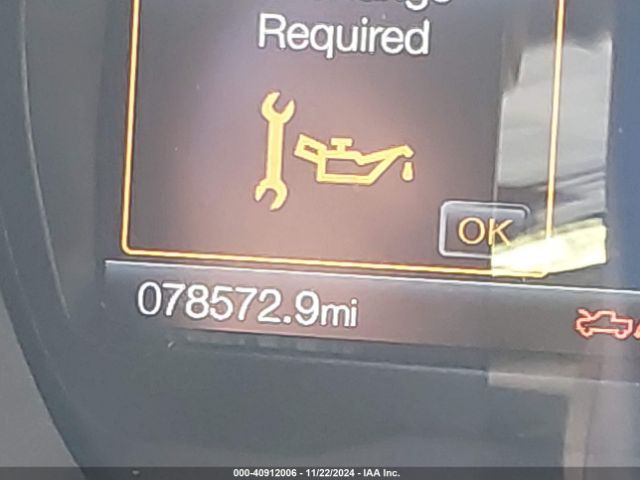 Required
OK
078572.9mi
000-40912006 - 11/22/2024 - IAA Inc.